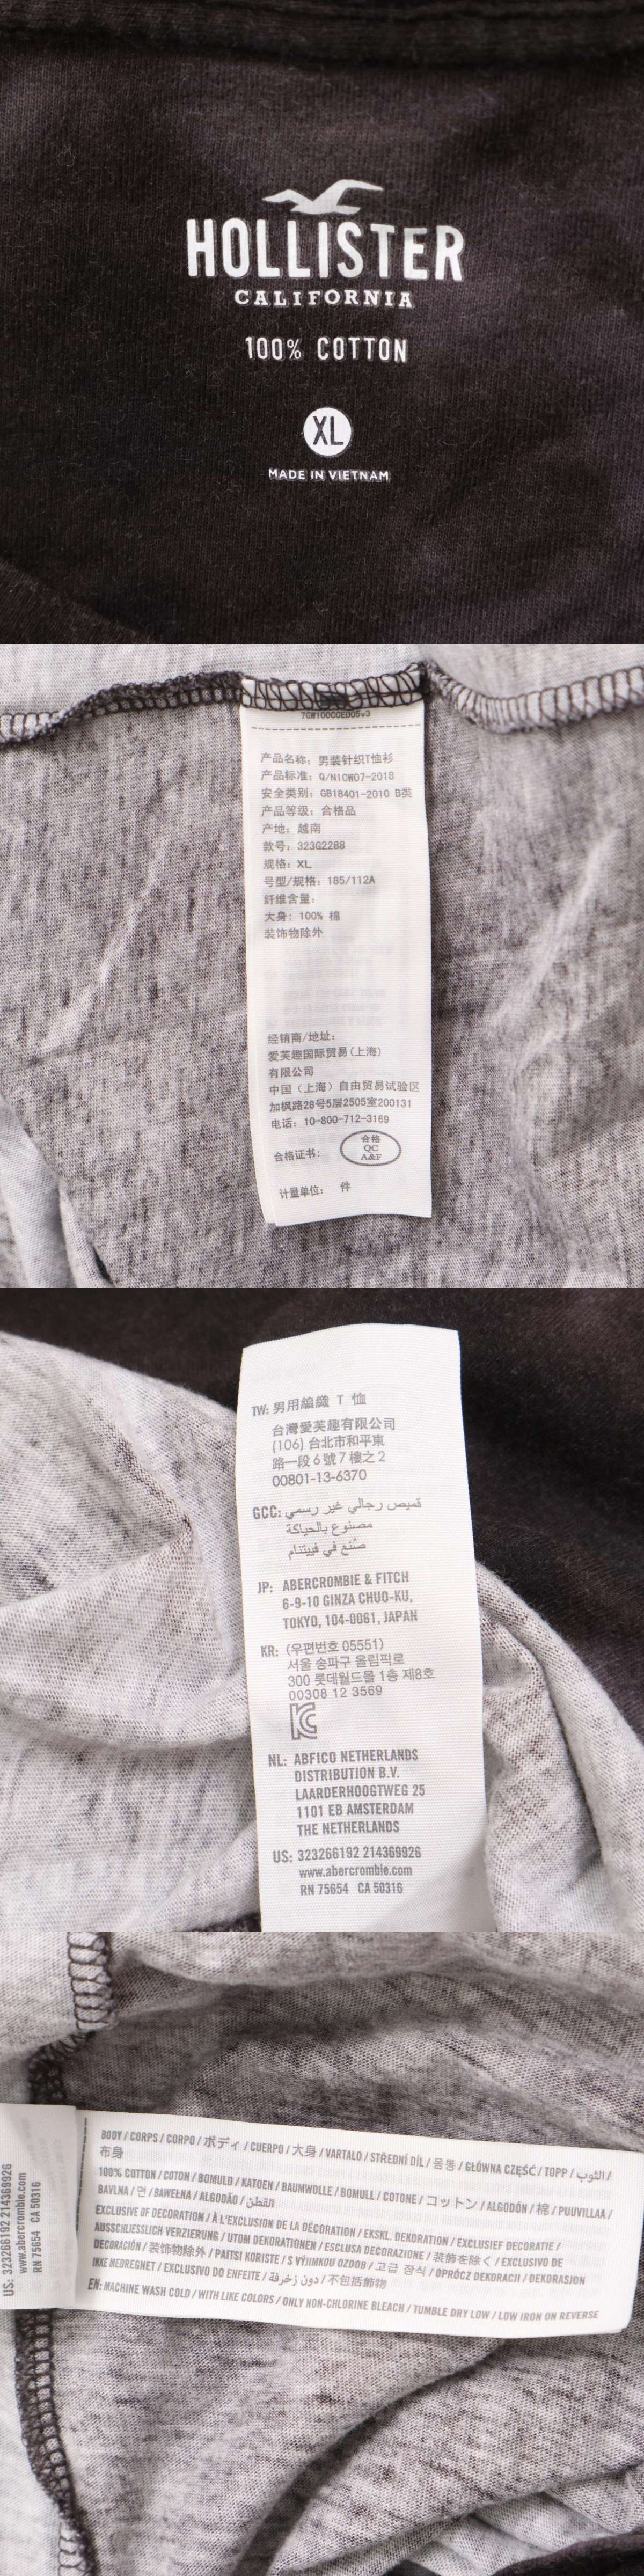 HOLLISTER
CALIFORNIA
100% COTTON
XL
MADE IN VIETNAM
产品名称: 男装针织T恤衫
产品标准: Q/NICW07-2018
安全类别: GB18401-2010 B类
产品等级: 合格品
产地: 越南
款号: 323G2288
规格: XL
号型/规格: 185/112A
纤维含量:
大身: 100% 棉
装饰物除外
经销商/地址:
爱芙趣国际贸易(上海)
有限公司
中国(上海)自由贸易试验区
加枫路28号5层2505室200131
电话: 10-800-712-3169
合格证书:
合格
QC
A&F
计量单位: 件
TW: 男用編織 T 恤
台灣愛芙趣有限公司
(106) 台北市和平東
路一段6號7樓之2
00801-13-6370
GCC: قميص رجالي غير رسمي
مصنوع بالحياكة
صُنع في فييتنام
JP: ABERCROMBIE & FITCH
6-9-10 GINZA CHUO-KU,
TOKYO, 104-0061, JAPAN
KR: (우편번호 05551)
서울 송파구 올림픽로
300 롯데월드몰 1층 제8호
00308 12 3569
NL: ABFICO NETHERLANDS
DISTRIBUTION B.V.
LAARDERHOOGTWEG 25
1101 EB AMSTERDAM
THE NETHERLANDS
US: 323266192 214369926
www.abercrombie.com
RN 75654 CA 50316
US: 323266192 214369926
www.abercrombie.com
RN 75654 CA 50316
BODY / CORPS / CORPO / ボディ / CUERPO / 大身 / VARTALO / STŘEDNÍ DÍL / 몸통 / GŁÓWNA CZĘŚĆ / TOPP / الثوب /
布身
100% COTTON / COTON / BOMULD / KATOEN / BAUMWOLLE / BOMULL / COTONE / コットン / ALGODÓN / 棉 / PUUVILLAA /
BAVLNA / 면 / BAWEŁNA / ALGODÃO / القطن
EXCLUSIVE OF DECORATION / À L'EXCLUSION DE LA DÉCORATION / EKSKL. DEKORATION / EXCLUSIEF DECORATIE /
AUSSCHLIESSLICH VERZIERUNG / UTOM DEKORATIONEN / ESCLUSA DECORAZIONE / 装飾を除く / EXCLUSIVO DE
DECORACIÓN / 装饰物除外 / PAITSI KORISTE / S VÝJIMKOU OZDOB / 고급 장식 / OPRÓCZ DEKORACJI / DEKORASJON
IKKE MEDREGNET / EXCLUSIVO DO ENFEITE / دون زخرفة / 不包括飾物
EN: MACHINE WASH COLD / WITH LIKE COLORS / ONLY NON-CHLORINE BLEACH / TUMBLE DRY LOW / LOW IRON ON REVERSE